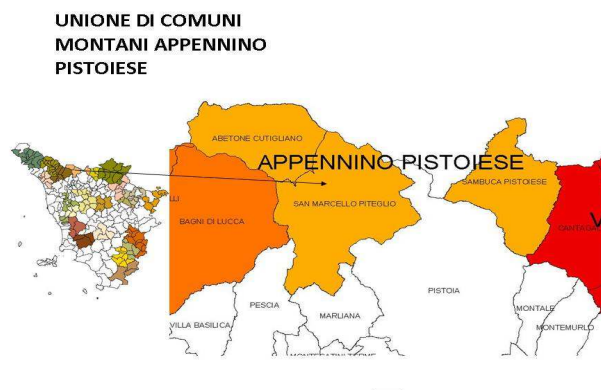 UNIONE DI COMUNI
MONTANI APPENNINO
PISTOIESE
ABETONE CUTIGLIANO
APPENNINO PISTOIESE
SAMBUCA PISTOIESE
SAN MARCELLO PITEGLIO
BAGNI DI LUCCA
V
PISTOIA
PESCIA
MARLIANA
MONTALE
VILLA BASILICA
MONTEMURLO